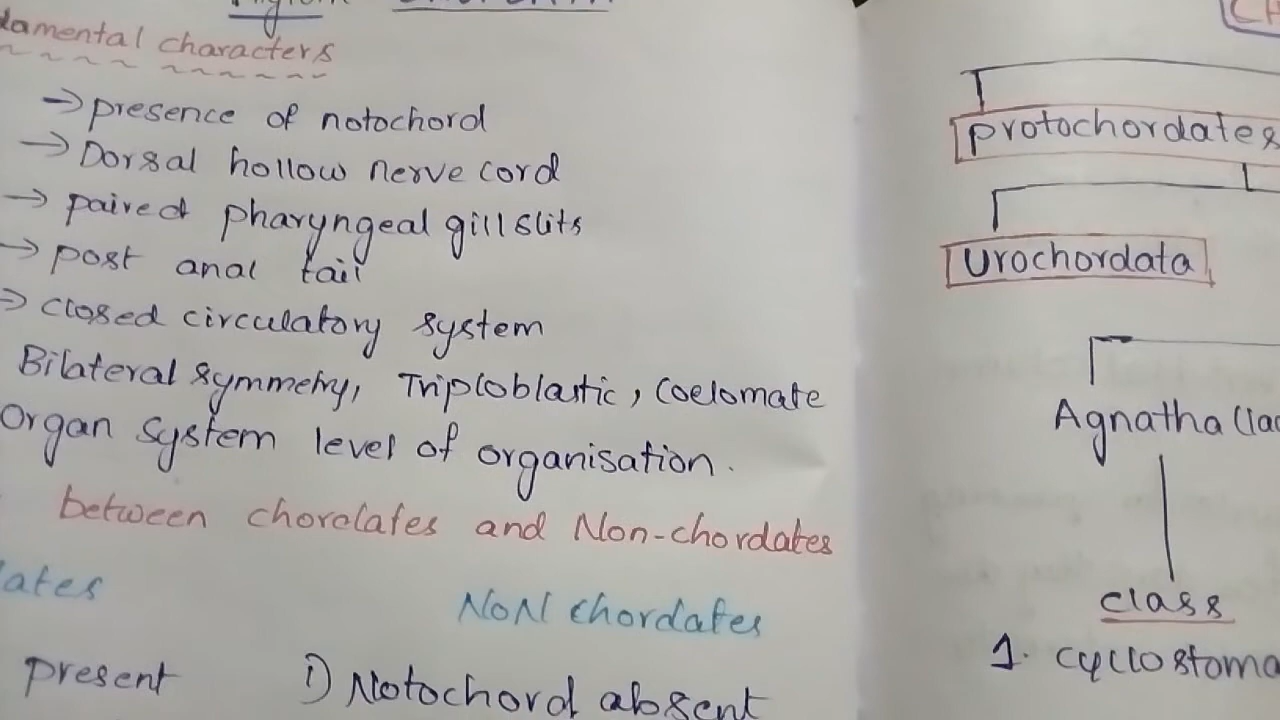 damental characters
→ presence of notochord
→ Dorsal hollow nerve cord
→ paired pharyngeal gill slits
→ post anal tail
⇒ closed circulatory system
Bilateral symmetry, Triploblastic, Coelomate
Organ system level of organisation.
between chordates and Non-chordates
ates
NoN chordates
present
1) Notochord absent
protochordates
Urochordata
Agnatha (lac
class
1. cyclostoma